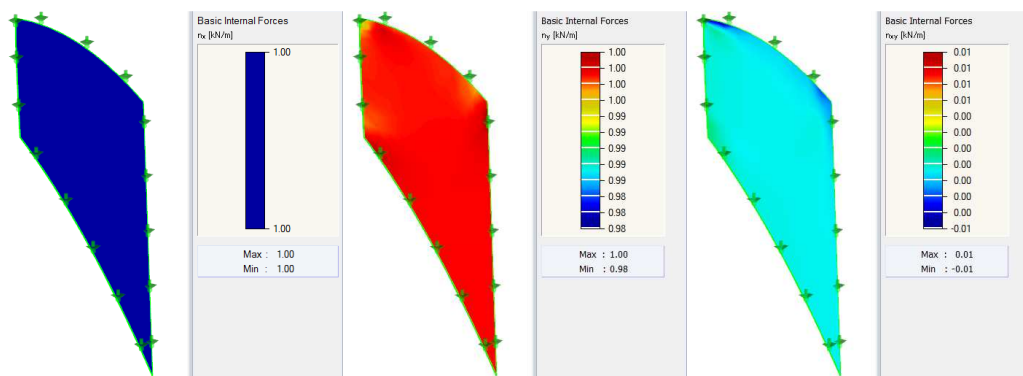 Basic Internal Forces
nx [kN/m]
1.00
1.00
Max : 1.00
Min : 1.00
Basic Internal Forces
ny [kN/m]
1.00
1.00
1.00
1.00
0.99
0.99
0.99
0.99
0.99
0.98
0.98
0.98
Max : 1.00
Min : 0.98
Basic Internal Forces
nxy [kN/m]
0.01
0.01
0.01
0.01
0.00
0.00
0.00
0.00
0.00
0.00
0.00
-0.01
Max : 0.01
Min : -0.01